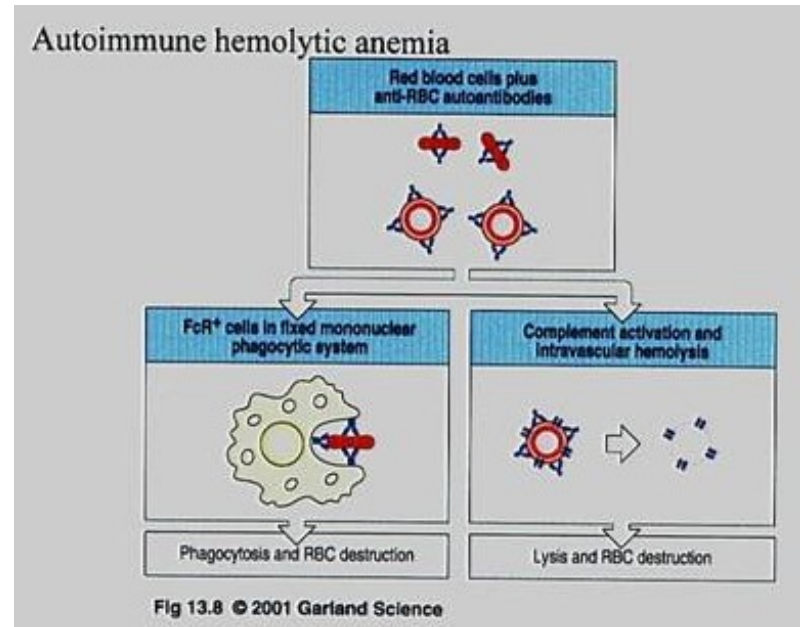 Autoimmune hemolytic anemia
Red blood cells plus
anti-RBC autoantibodies
FcR⁺ cells in fixed mononuclear
phagocytic system
Complement activation and
intravascular hemolysis
Phagocytosis and RBC destruction
Lysis and RBC destruction
Fig 13.8 © 2001 Garland Science